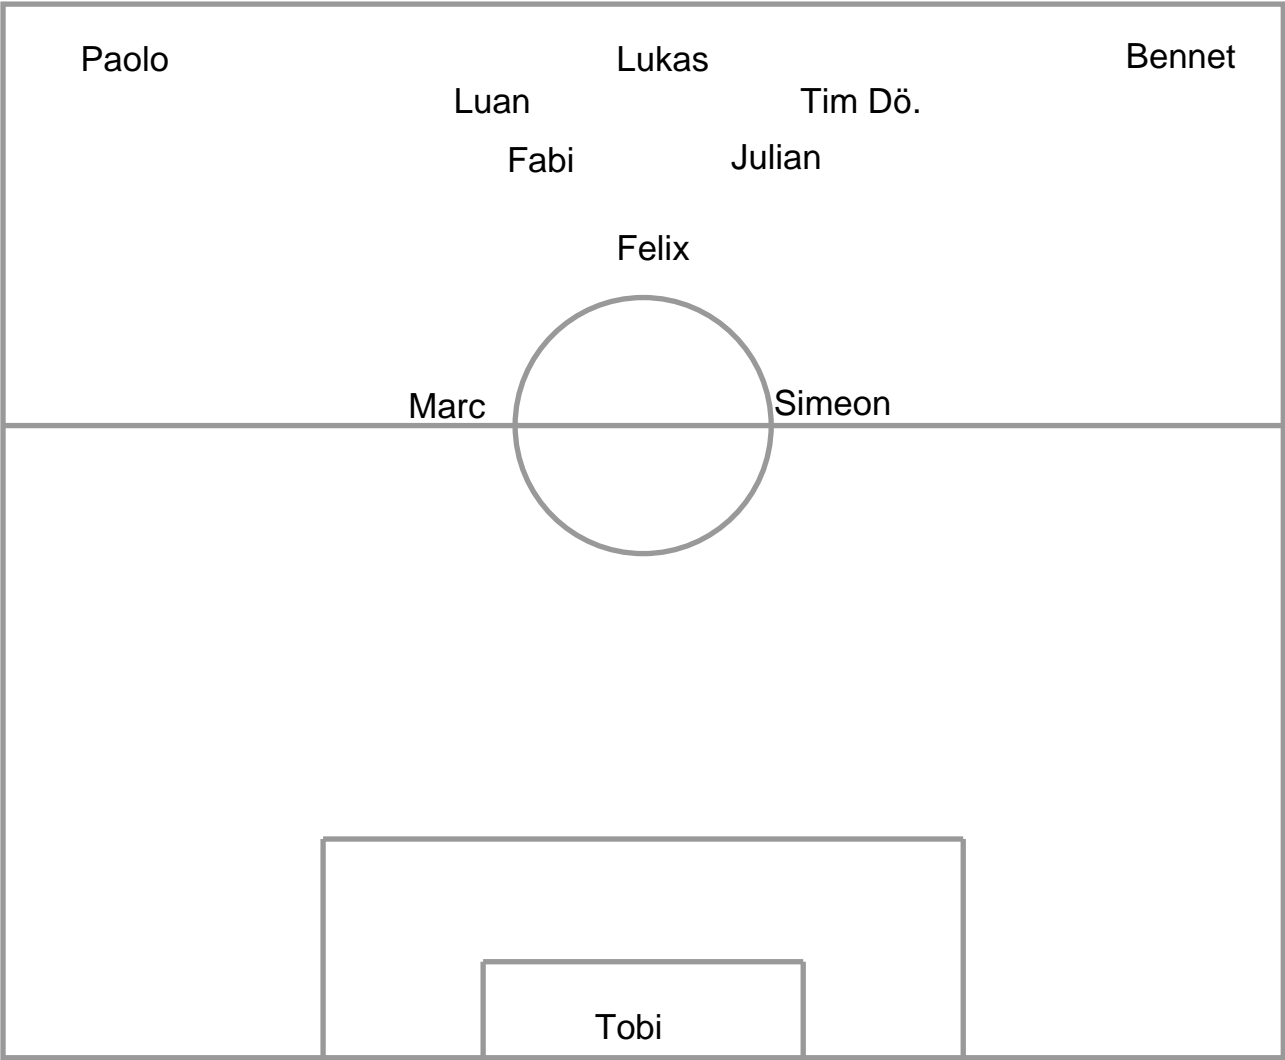 Paolo
Lukas
Bennet
Luan
Tim Dö.
Fabi
Julian
Felix
Marc
Simeon
Tobi